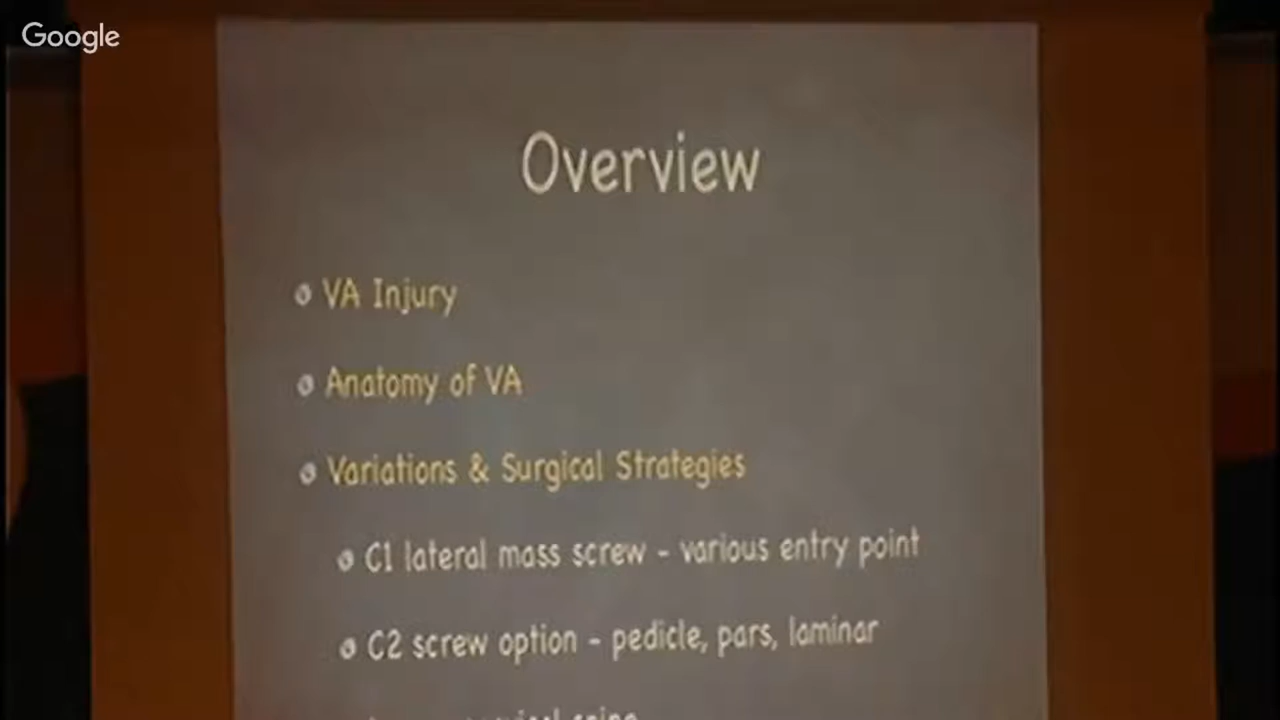 Google
Overview
VA Injury
Anatomy of VA
Variations & Surgical Strategies
C1 lateral mass screw - various entry point
C2 screw option - pedicle, pars, laminar